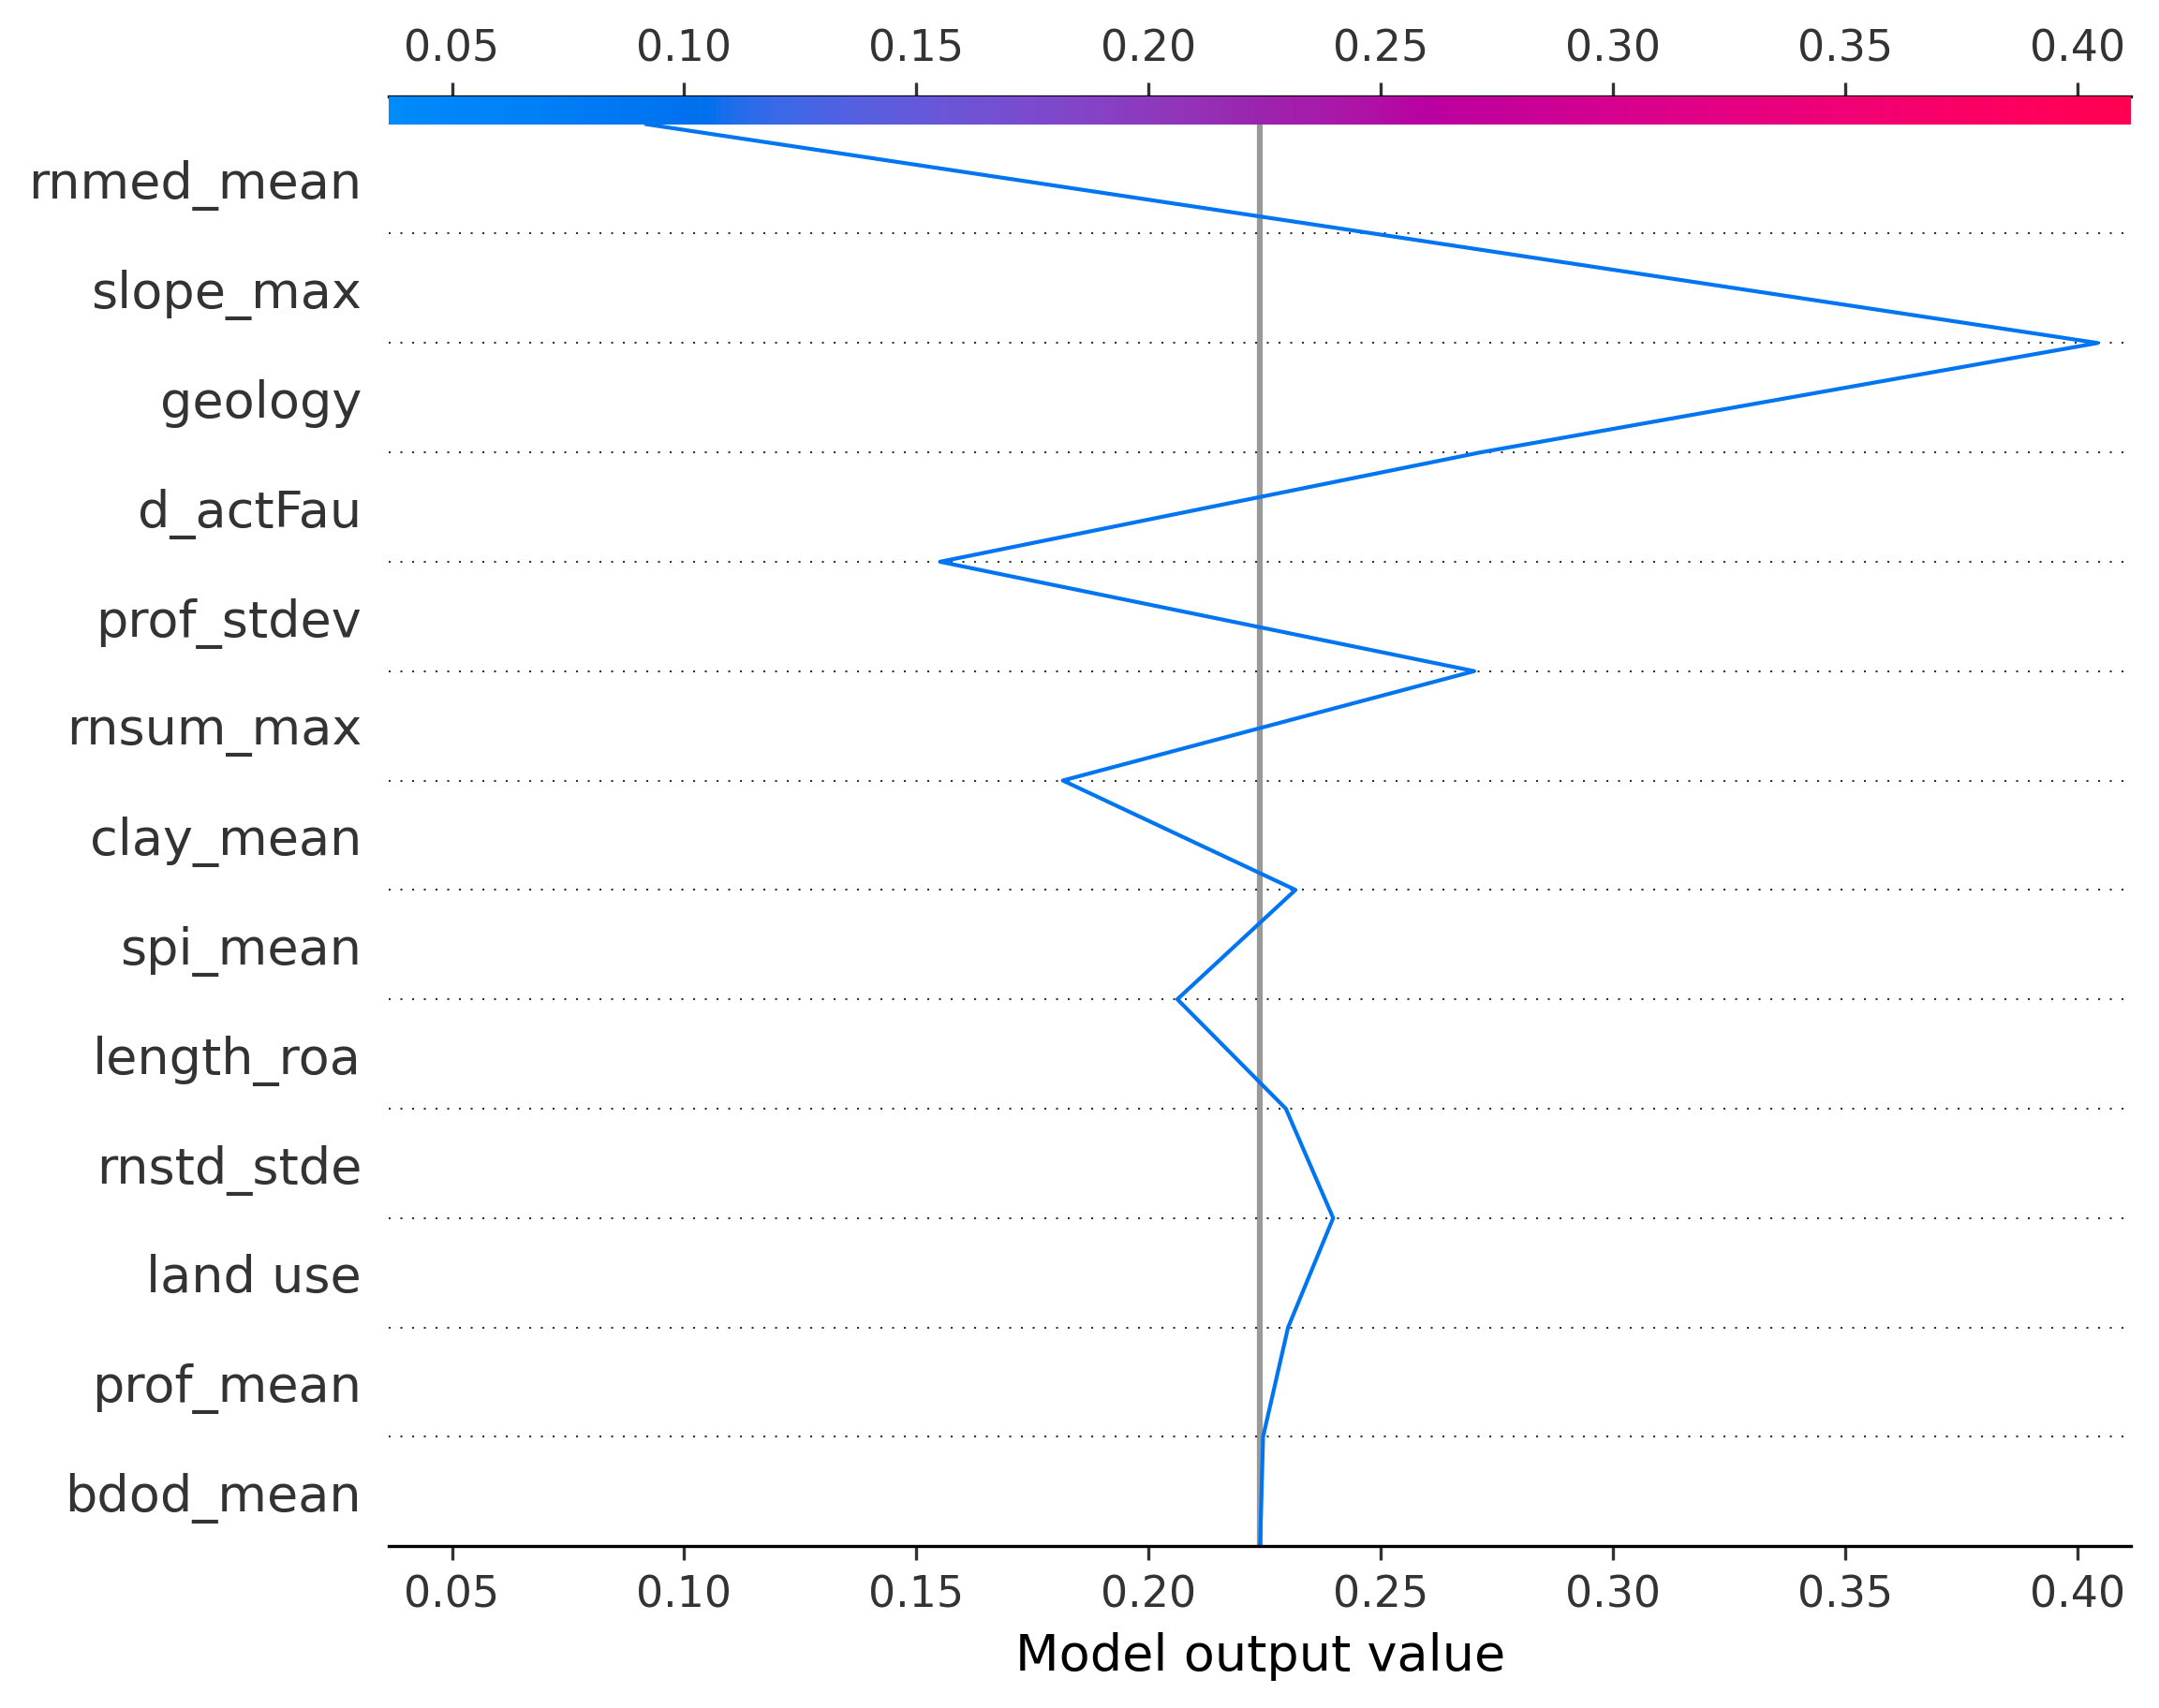 0.05 0.10 0.15 0.20 0.25 0.30 0.35 0.40
rnmed_mean
slope_max
geology
d_actFau
prof_stdev
rnsum_max
clay_mean
spi_mean
length_roa
rnstd_stde
land use
prof_mean
bdod_mean
0.05 0.10 0.15 0.20 0.25 0.30 0.35 0.40
Model output value